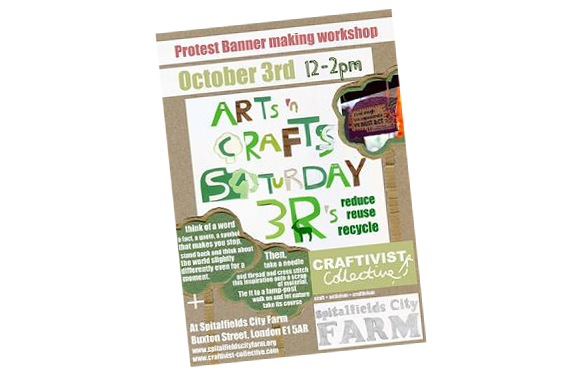 Protest Banner making workshop
October 3rd 12-2pm
ARTS 'n
CRAFTS
SATURDAY
3R's
reduce
reuse
recycle
think of a word
a fact, a quote, a symbol
that makes you stop,
stand back and think about
the world slightly
differently even for a
moment.
Then,
take a needle
and thread and cross stitch
this inspiration onto a scrap
of material.
Tie it to a lamp-post
walk on and let nature
take its course
+
CRAFTIVIST
Collective
craft + activism = craftivism
Spitalfields City
FARM
At Spitalfields City Farm
Buxton Street, London E1 5AR
www.spitalfieldscityfarm.org
www.craftivist-collective.com